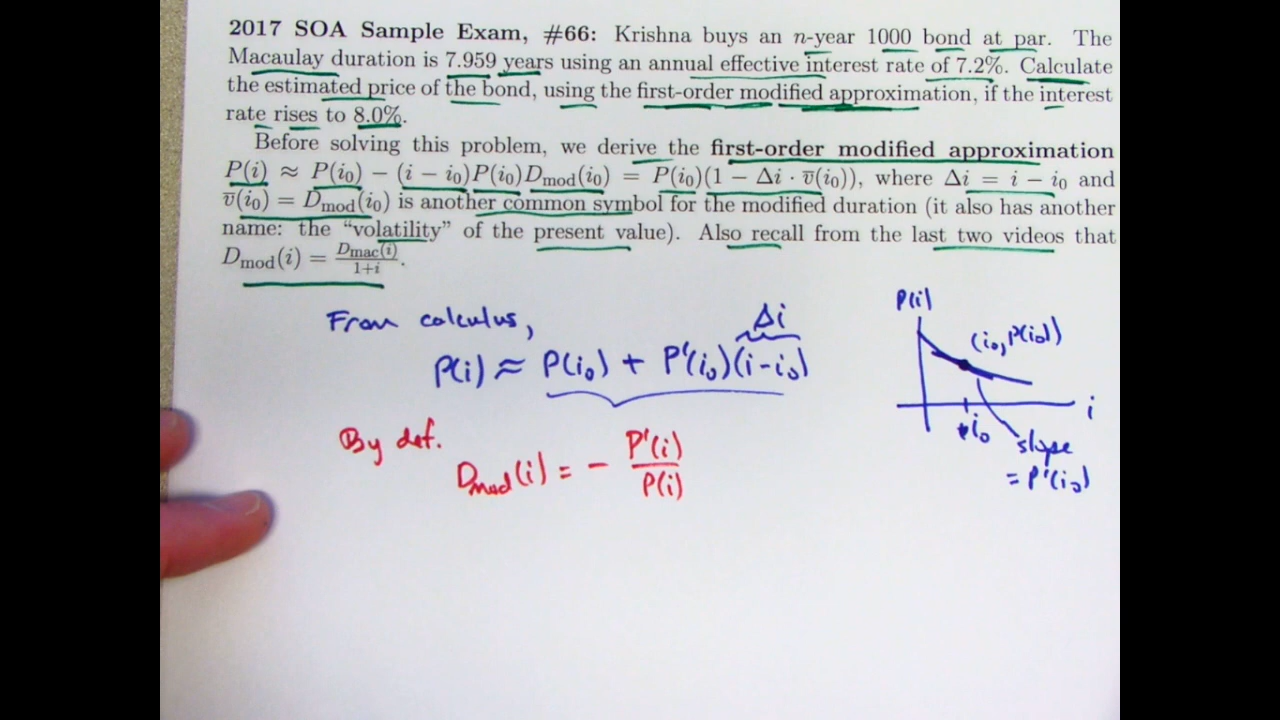 2017 SOA Sample Exam, #66: Krishna buys an n-year 1000 bond at par. The
Macaulay duration is 7.959 years using an annual effective interest rate of 7.2%. Calculate
the estimated price of the bond, using the first-order modified approximation, if the interest
rate rises to 8.0%.
Before solving this problem, we derive the first-order modified approximation
P(i) ≈ P(i₀) − (i − i₀)P(i₀)D_mod(i₀) = P(i₀)(1 − Δi · v̅(i₀)), where Δi = i − i₀ and
v̅(i₀) = D_mod(i₀) is another common symbol for the modified duration (it also has another
name: the “volatility” of the present value). Also recall from the last two videos that
D_mod(i) = D_mac(i)/1+i.
From calculus,
Δi
P(i) ≈ P(i₀) + P'(i₀)(i-i₀)
By def.
D_mod(i) = - P'(i)/P(i)
P(i)
(i₀, P(i₀))
i
i₀
slope
= P'(i₀)